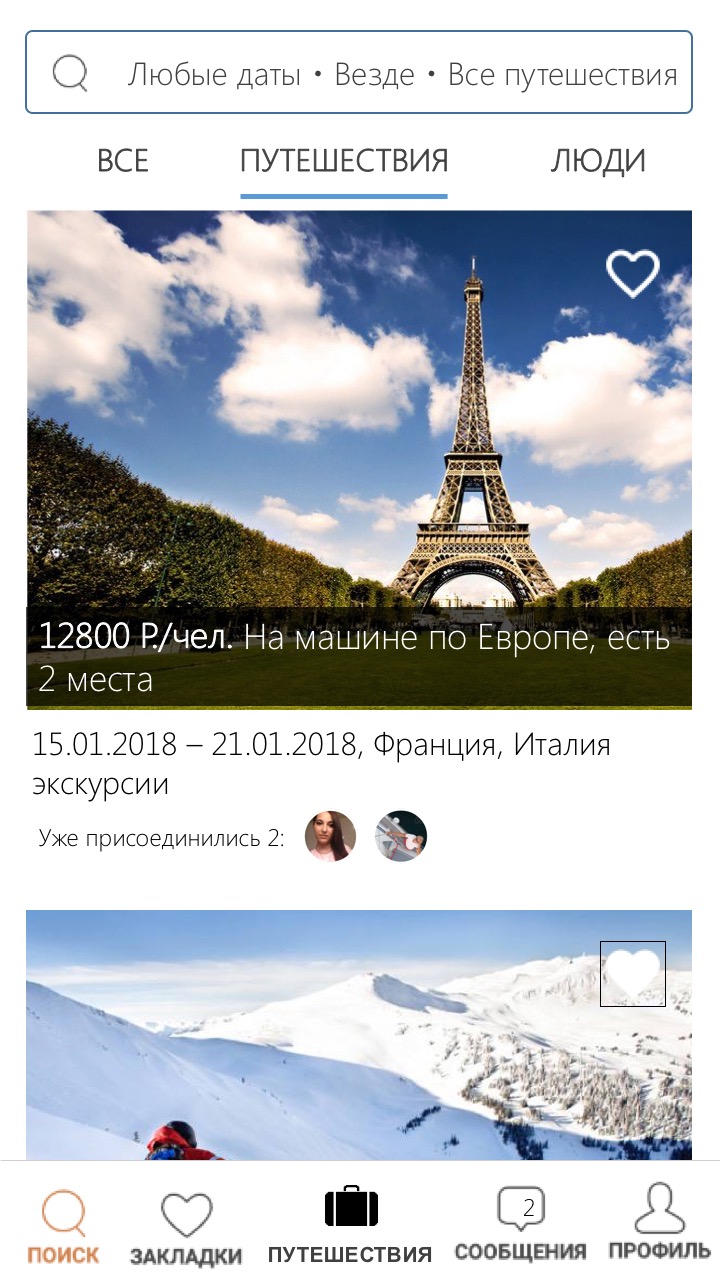 Любые даты • Везде • Все путешествия
ВСЕ ПУТЕШЕСТВИЯ ЛЮДИ
12800 Р./чел. На машине по Европе, есть
2 места
15.01.2018 – 21.01.2018, Франция, Италия
экскурсии
Уже присоединились 2:
2
ПОИСК ЗАКЛАДКИ ПУТЕШЕСТВИЯ СООБЩЕНИЯ ПРОФИЛЬ